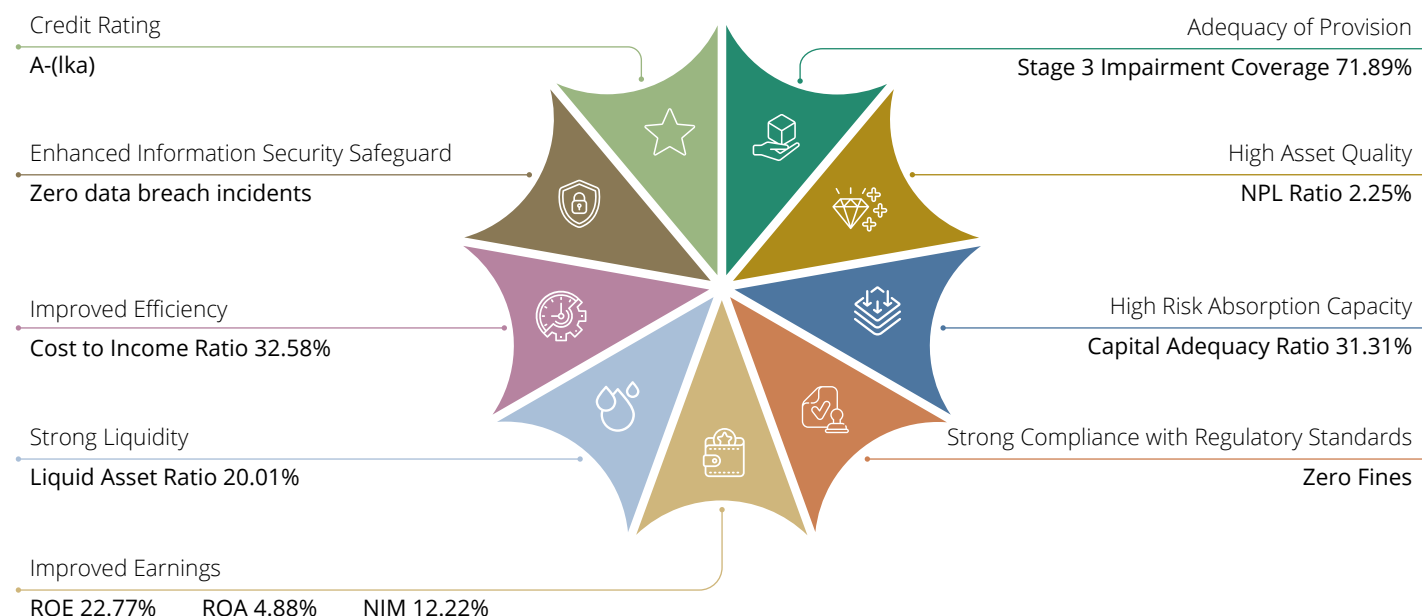 Credit Rating
A-(lka)
Enhanced Information Security Safeguard
Zero data breach incidents
Improved Efficiency
Cost to Income Ratio 32.58%
Strong Liquidity
Liquid Asset Ratio 20.01%
Improved Earnings
ROE 22.77% ROA 4.88% NIM 12.22%
Adequacy of Provision
Stage 3 Impairment Coverage 71.89%
High Asset Quality
NPL Ratio 2.25%
High Risk Absorption Capacity
Capital Adequacy Ratio 31.31%
Strong Compliance with Regulatory Standards
Zero Fines